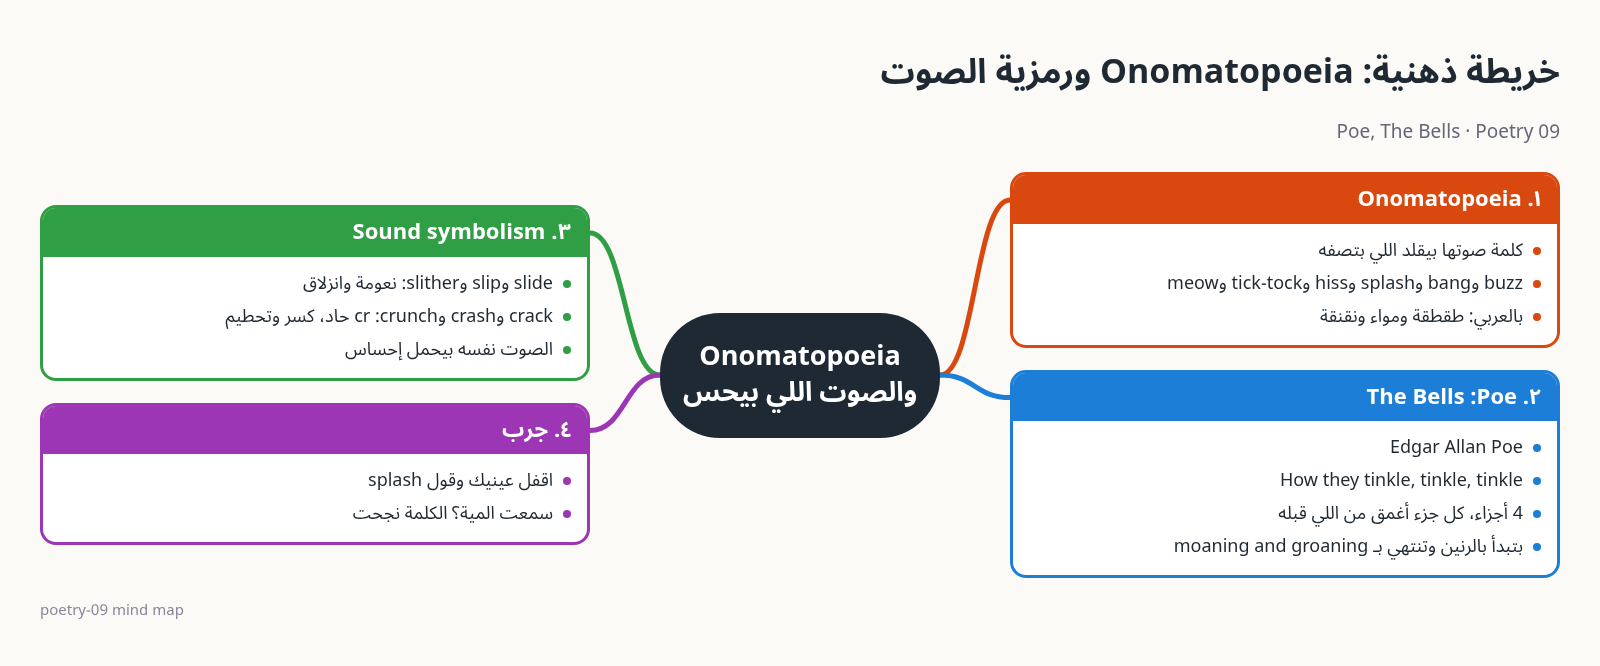 خريطة ذهنية: Onomatopoeia ورمزية الصوت
Poe, The Bells · Poetry 09
١. Onomatopoeia
كلمة صوتها بيقلد اللي بتصفه
buzz وbang وsplash وhiss وtick-tock وmeow
بالعربي: طقطقة ومواء ونقنقة
٢. Poe: The Bells
Edgar Allan Poe
How they tinkle, tinkle, tinkle
4 أجزاء، كل جزء أغمق من اللي قبله
بتبدأ بالرنين وتنتهي بـ moaning and groaning
Onomatopoeia
والصوت اللي بيحس
٣. Sound symbolism
slide وslip وslither: نعومة وانزلاق
crack وcrash وcrunch: cr حاد، كسر وتحطيم
الصوت نفسه بيحمل إحساس
٤. جرب
اقفل عينيك وقول splash
سمعت المية؟ الكلمة نجحت
poetry-09 mind map